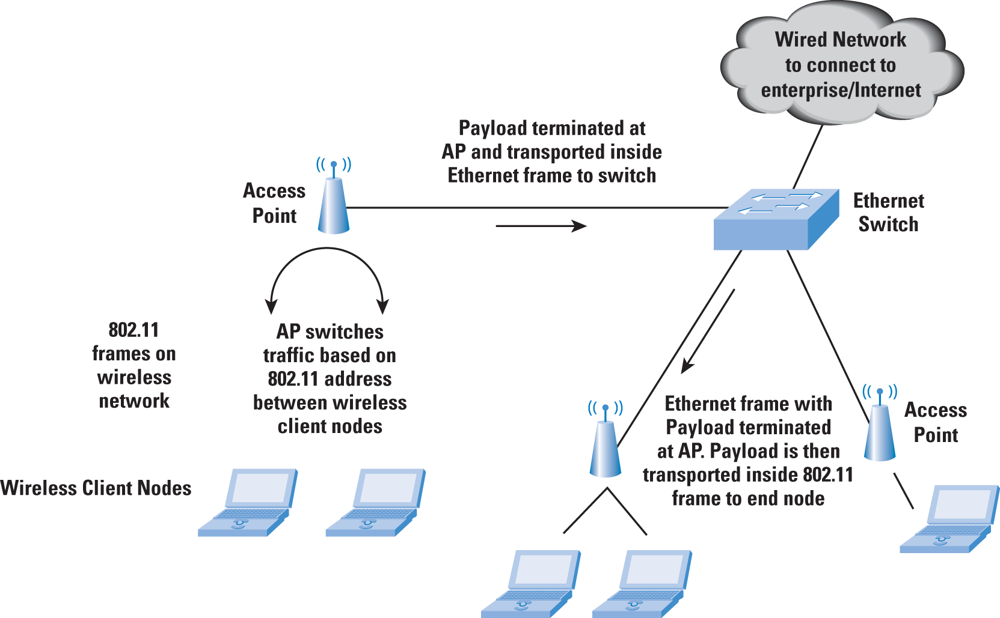 Wired Network
to connect to
enterprise/Internet
Payload terminated at
AP and transported inside
Ethernet frame to switch
Access
Point
Ethernet
Switch
802.11
frames on
wireless
network
AP switches
traffic based on
802.11 address
between wireless
client nodes
Ethernet frame with
Payload terminated
at AP. Payload is then
transported inside 802.11
frame to end node
Access
Point
Wireless Client Nodes